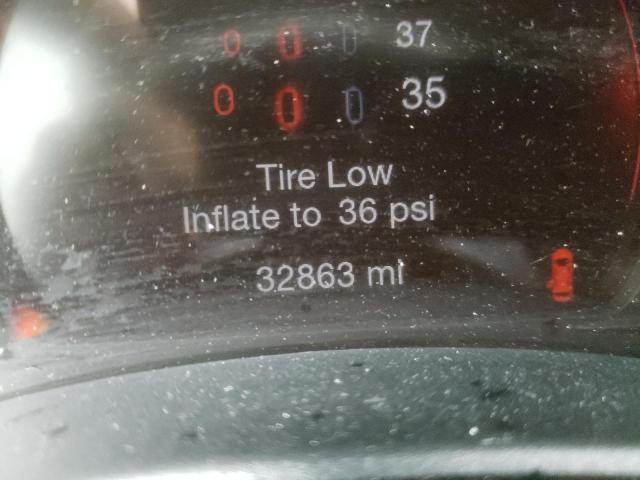 37
35
Tire Low
Inflate to 36 psi
32863 mi